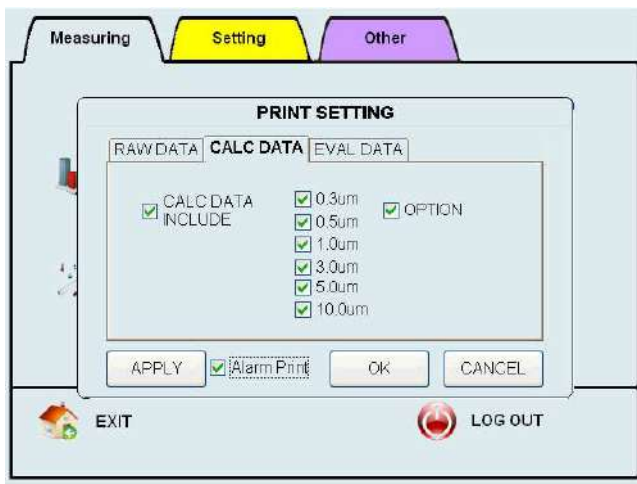 Measuring
Setting
Other
PRINT SETTING
RAW DATA
CALC DATA
EVAL DATA
CALC DATA
INCLUDE
0.3um
0.5um
1.0um
3.0um
5.0um
10.0um
OPTION
APPLY
Alarm Print
OK
CANCEL
EXIT
LOG OUT